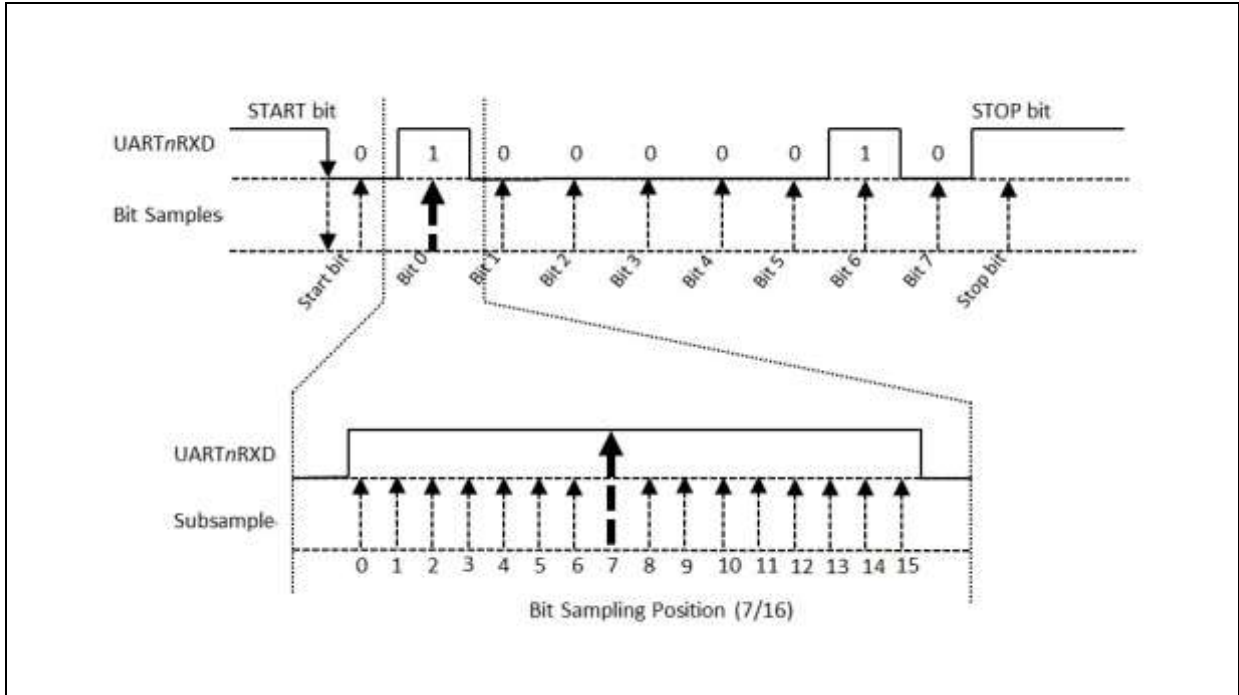 START bit STOP bit
UARTnRXD 0 1 0 0 0 0 0 1 0
Bit Samples
Start bit Bit 0 Bit 1 Bit 2 Bit 3 Bit 4 Bit 5 Bit 6 Bit 7 Stop bit
UARTnRXD
Subsample
0 1 2 3 4 5 6 7 8 9 10 11 12 13 14 15
Bit Sampling Position (7/16)